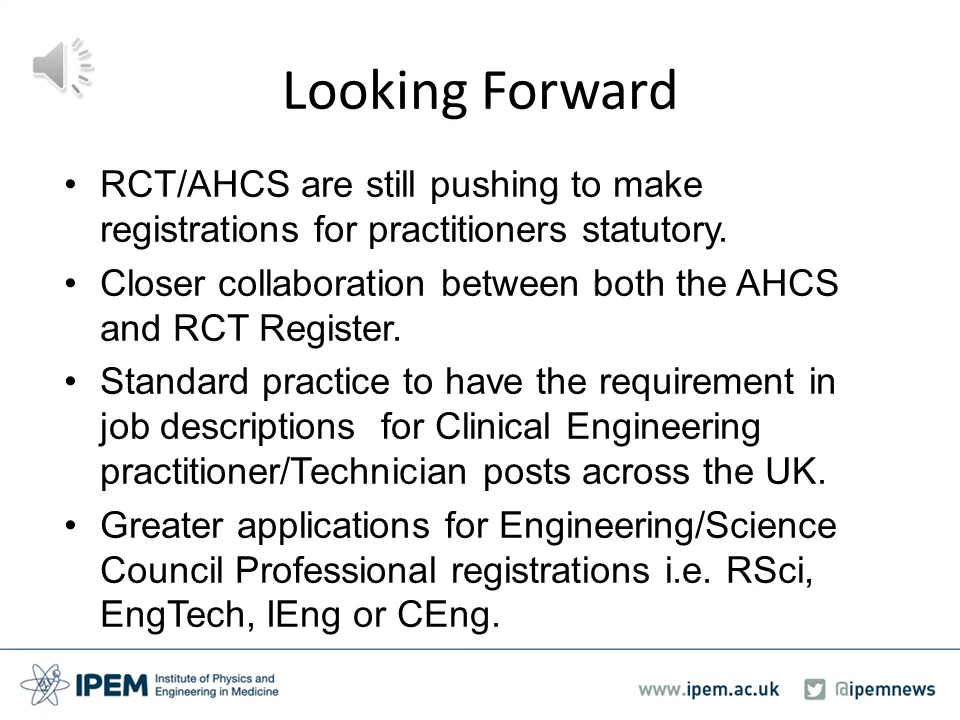 Looking Forward
• RCT/AHCS are still pushing to make
registrations for practitioners statutory.
• Closer collaboration between both the AHCS
and RCT Register.
• Standard practice to have the requirement in
job descriptions  for Clinical Engineering
practitioner/Technician posts across the UK.
• Greater applications for Engineering/Science
Council Professional registrations i.e. RSci,
EngTech, IEng or CEng.
IPEM Institute of Physics and
Engineering in Medicine
www.ipem.ac.uk @ipemnews